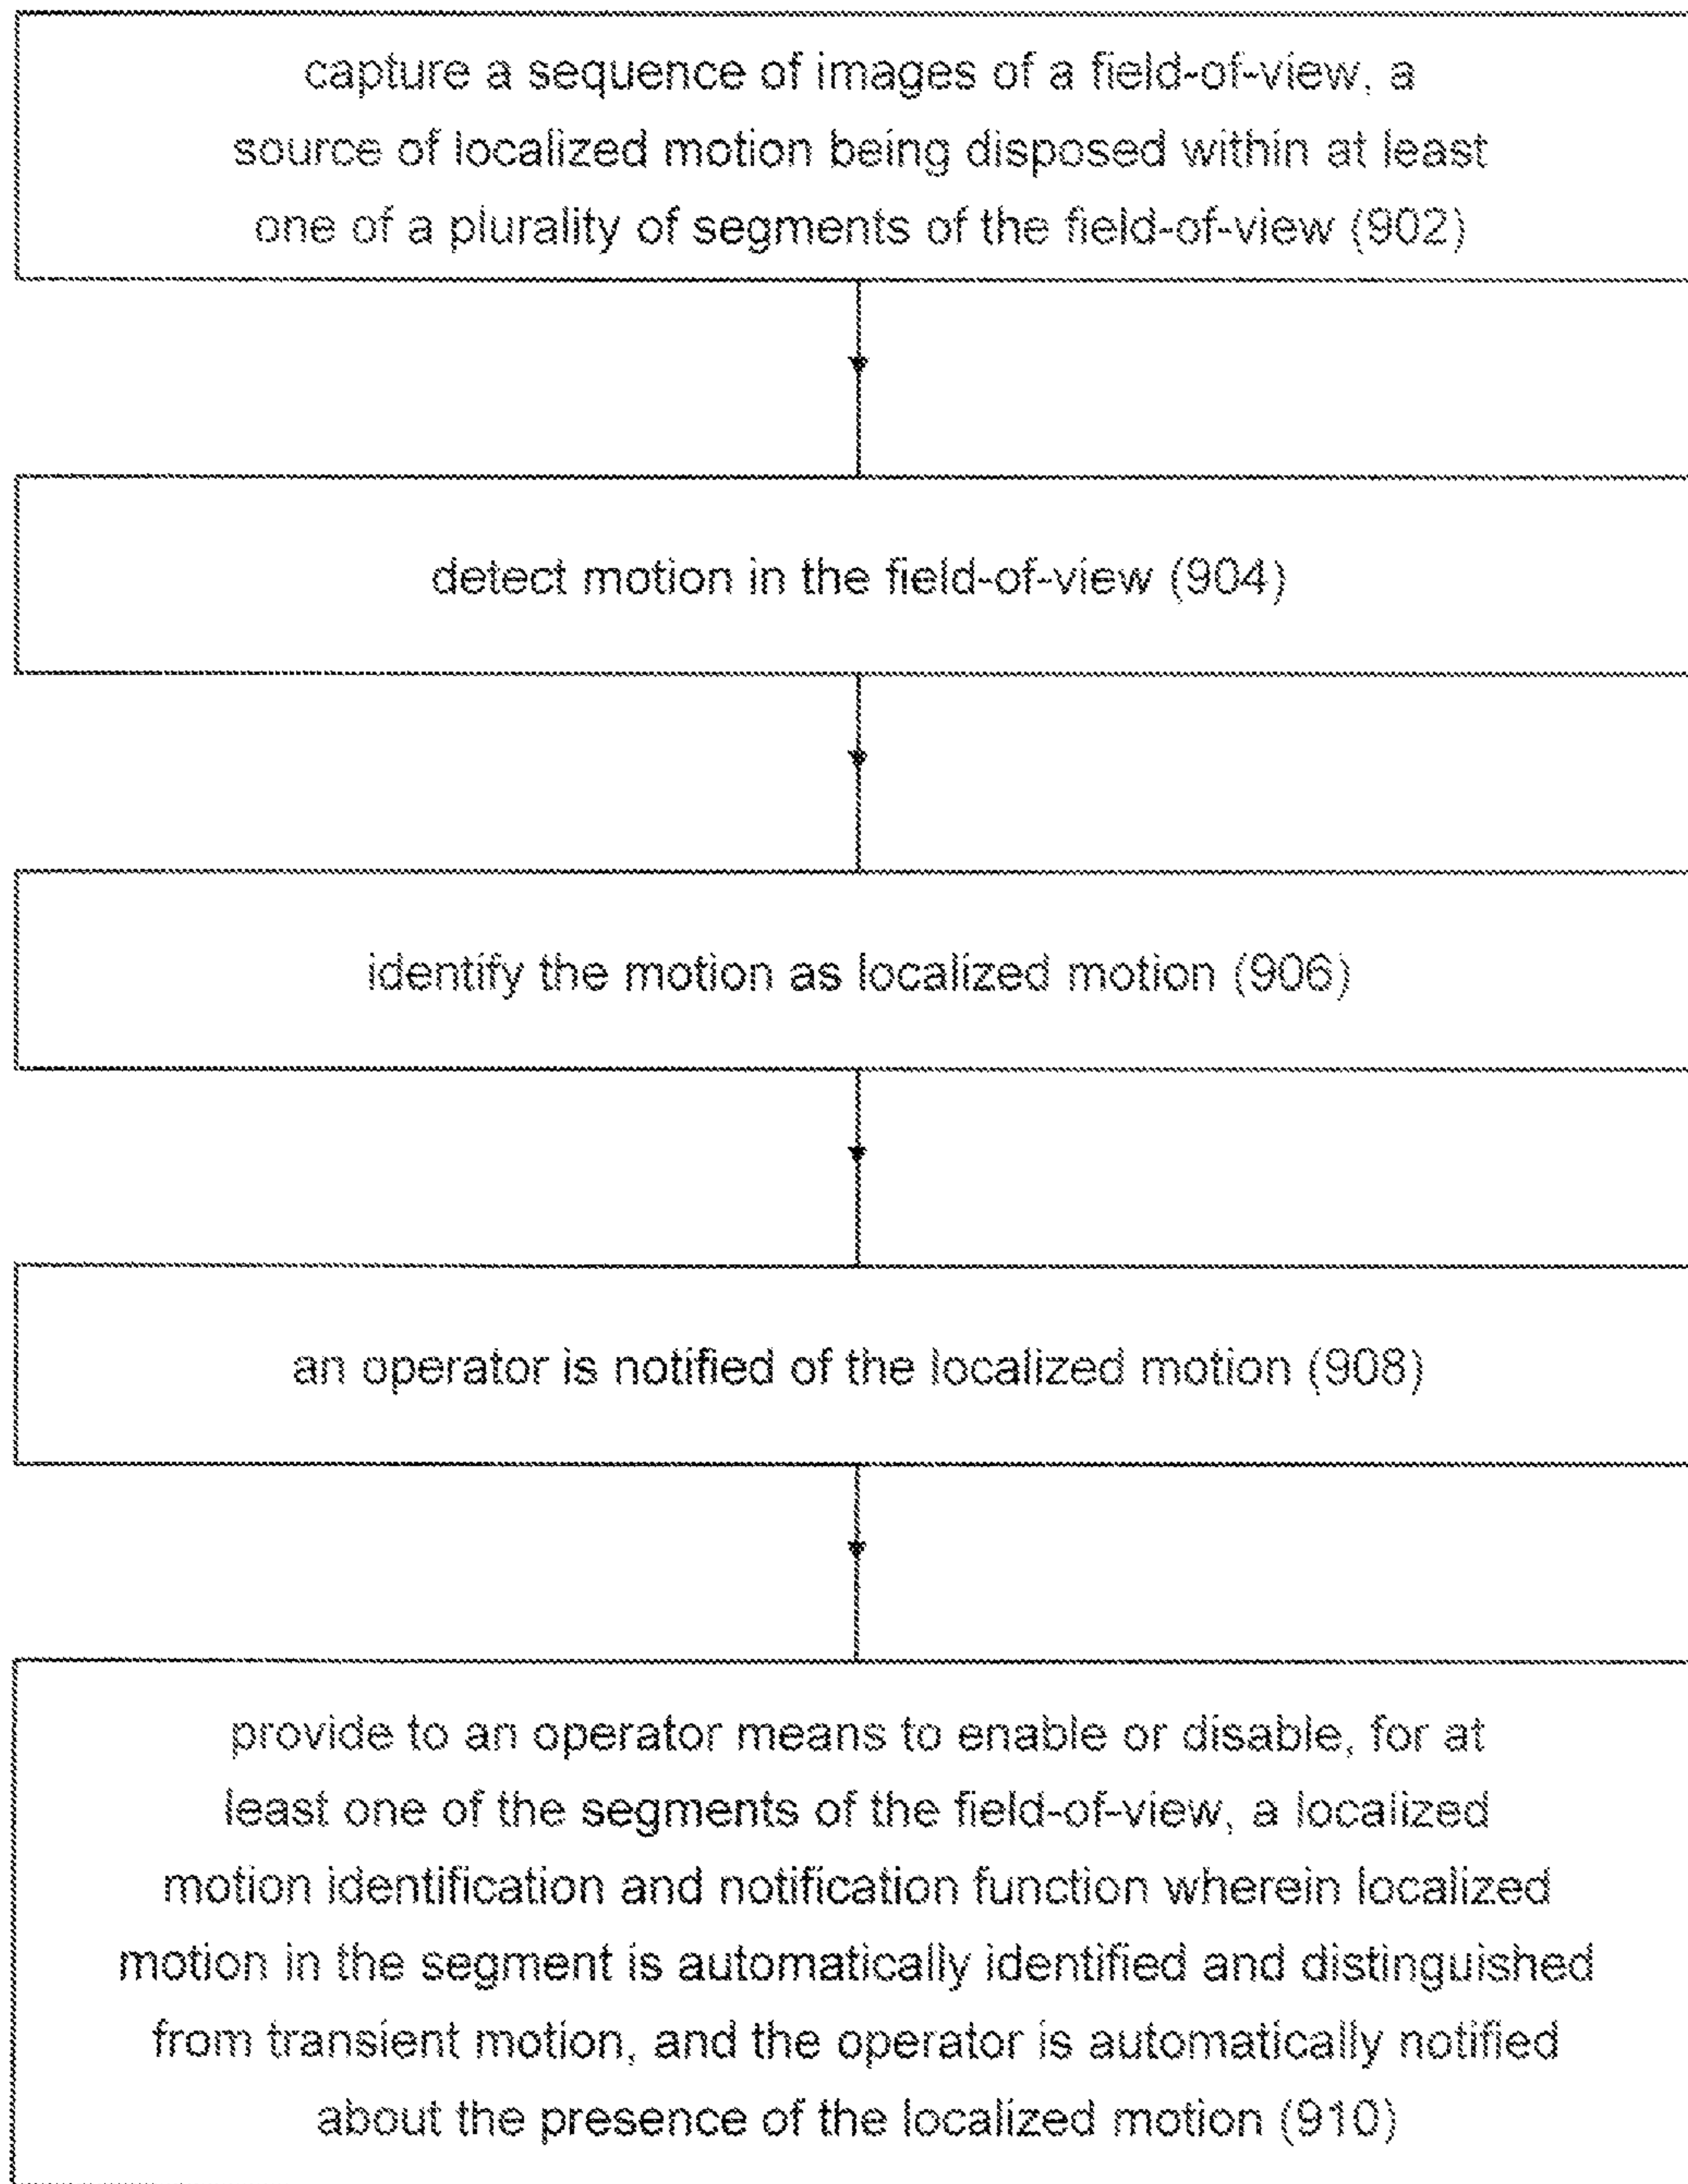 capture a sequence of images of a field-of-view, a
source of localized motion being disposed within at least
one of a plurality of segments of the field-of-view (902)
detect motion in the field-of-view (904)
identify the motion as localized motion (906)
an operator is notified of the localized motion (908)
provide to an operator means to enable or disable, for at
least one of the segments of the field-of-view, a localized
motion identification and notification function wherein localized
motion in the segment is automatically identified and distinguished
from transient motion, and the operator is automatically notified
about the presence of the localized motion (910)